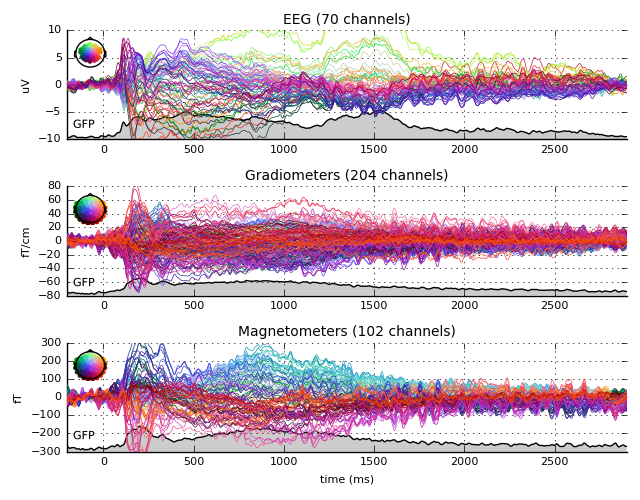 EEG (70 channels)
10
5
0
−5
−10
uV
GFP
0 500 1000 1500 2000 2500
Gradiometers (204 channels)
80
60
40
20
0
−20
−40
−60
−80
fT/cm
GFP
0 500 1000 1500 2000 2500
Magnetometers (102 channels)
300
200
100
0
−100
−200
−300
fT
GFP
0 500 1000 1500 2000 2500
time (ms)